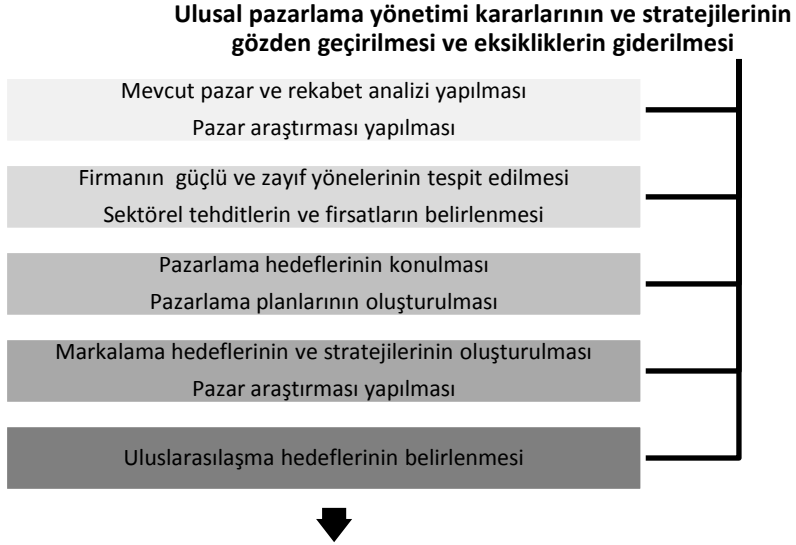 Ulusal pazarlama yönetimi kararlarının ve stratejilerinin
gözden geçirilmesi ve eksikliklerin giderilmesi
Mevcut pazar ve rekabet analizi yapılması
Pazar araştırması yapılması
Firmanın güçlü ve zayıf yönelerinin tespit edilmesi
Sektörel tehditlerin ve firsatların belirlenmesi
Pazarlama hedeflerinin konulması
Pazarlama planlarının oluşturulması
Markalama hedeflerinin ve stratejilerinin oluşturulması
Pazar araştırması yapılması
Uluslarasılaşma hedeflerinin belirlenmesi